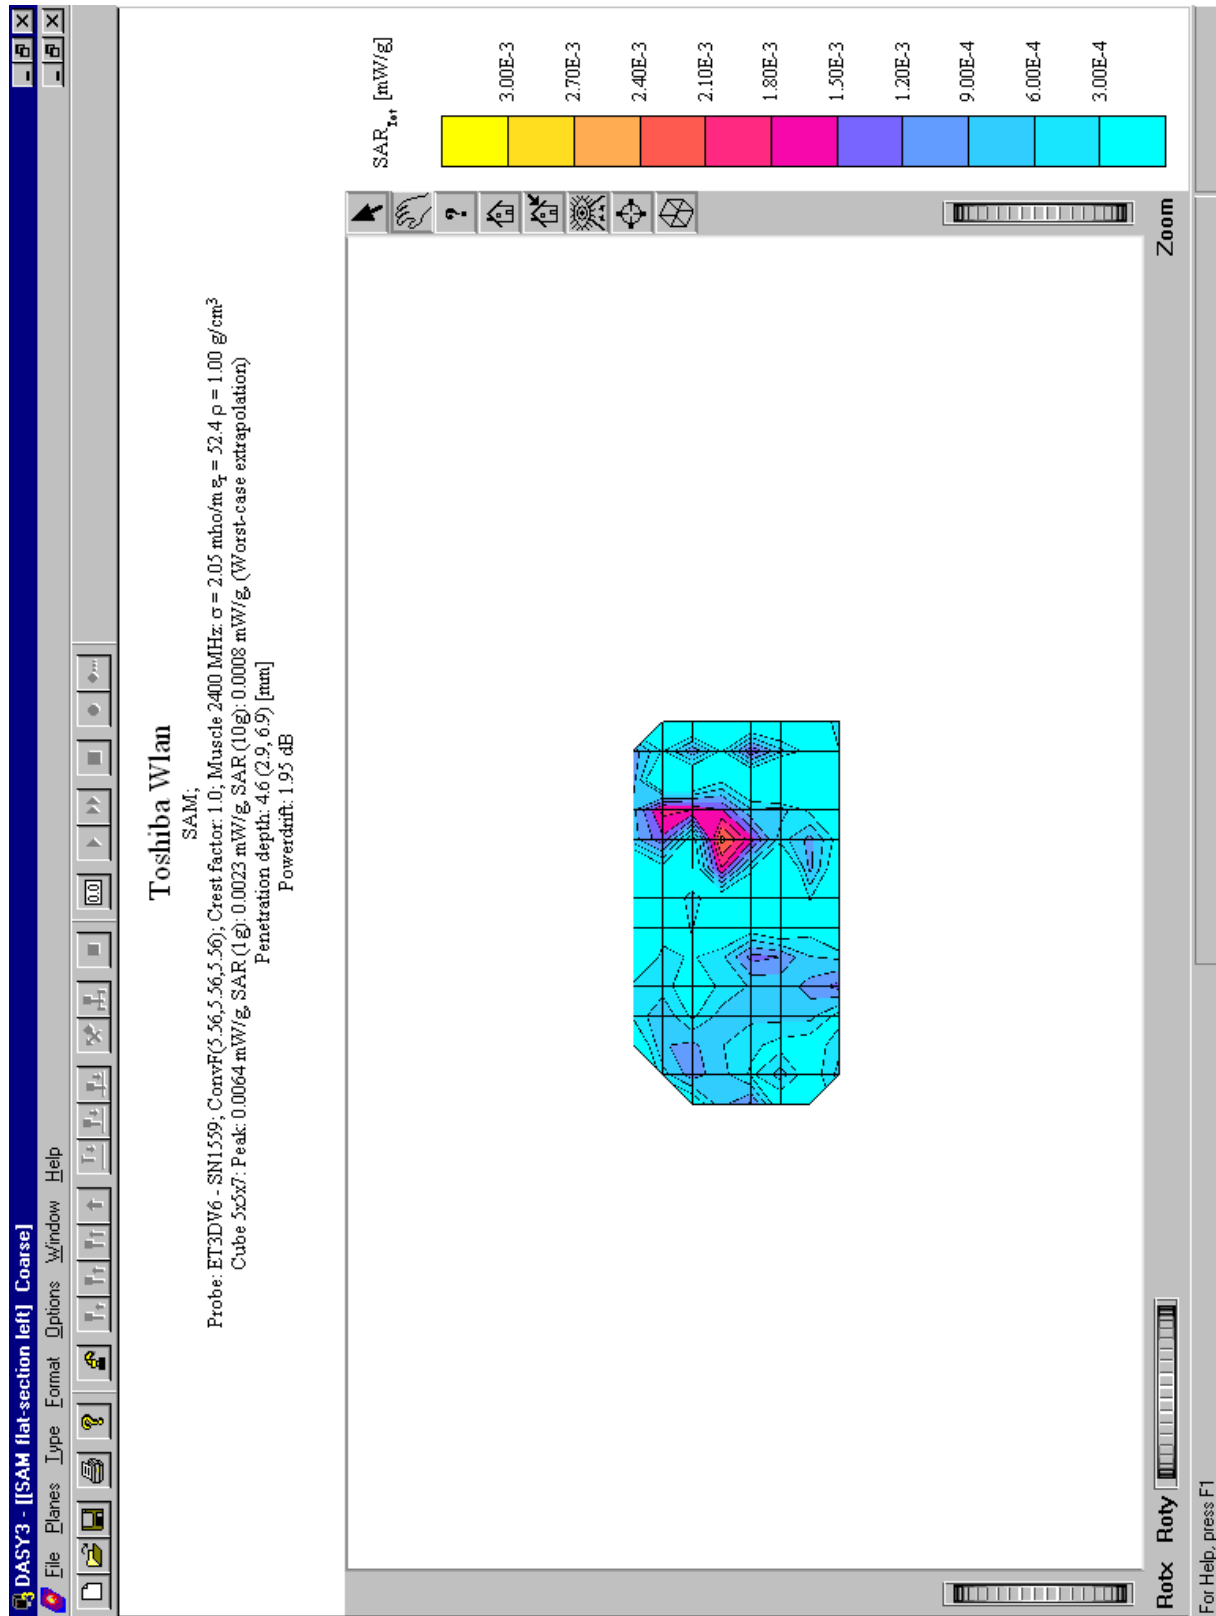 DASY3 - [[SAM flat-section left] Coarse]
File Planes Type Format Options Window Help
0.0
Toshiba Wlan
SAM;
Probe: ET3DV6 - SN1559; ConvF(5.56,5.56,5.56); Crest factor: 1.0; Muscle 2400 MHz: σ = 2.05 mho/m εr = 52.4 ρ = 1.00 g/cm³
Cube 5x5x7: Peak: 0.0064 mW/g, SAR (1g): 0.0023 mW/g, SAR (10g): 0.0008 mW/g, (Worst-case extrapolation)
Penetration depth: 4.6 (2.9, 6.9) [mm]
Powerdrift: 1.95 dB
SARTot [mW/g]
3.00E-3
2.70E-3
2.40E-3
2.10E-3
1.80E-3
1.50E-3
1.20E-3
9.00E-4
6.00E-4
3.00E-4
Rotx Roty Zoom
For Help, press F1